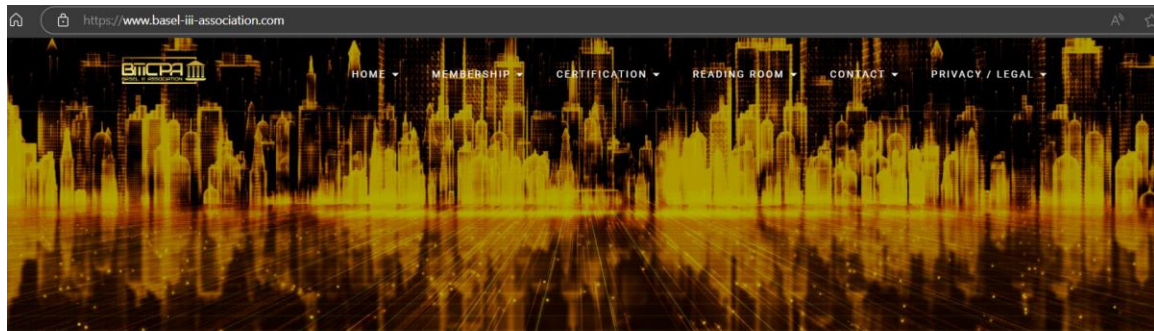 https://www.basel-iii-association.com
BiiiCPA
BASEL III ASSOCIATION
HOME MEMBERSHIP CERTIFICATION READING ROOM CONTACT PRIVACY / LEGAL